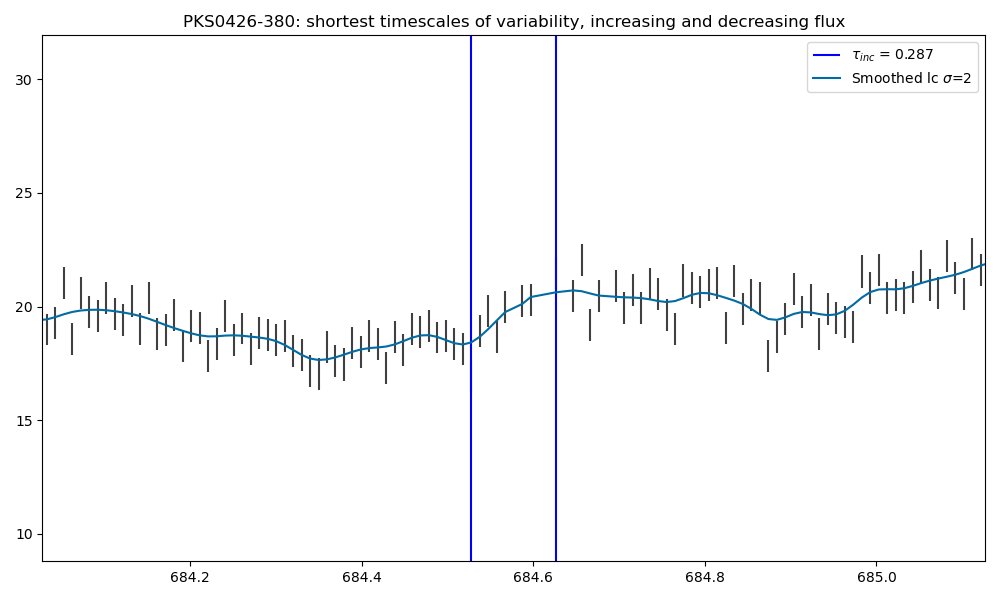 PKS0426-380: shortest timescales of variability, increasing and decreasing flux
τinc = 0.287
Smoothed lc σ=2
30
25
20
15
10
684.2 684.4 684.6 684.8 685.0